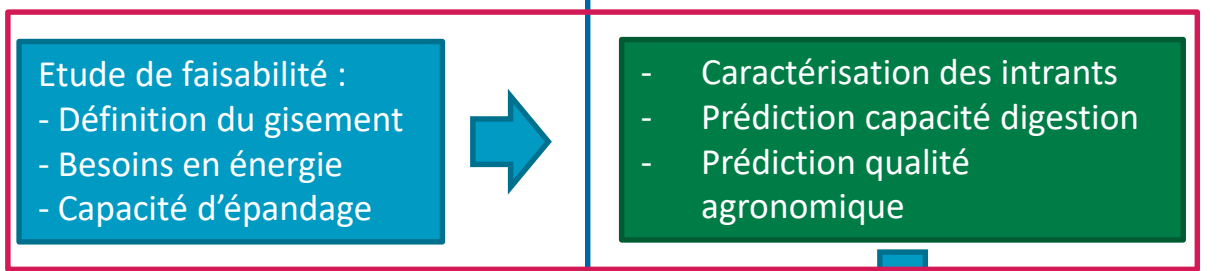 Etude de faisabilité :
- Définition du gisement
- Besoins en énergie
- Capacité d’épandage
- Caractérisation des intrants
- Prédiction capacité digestion
- Prédiction qualité
agronomique